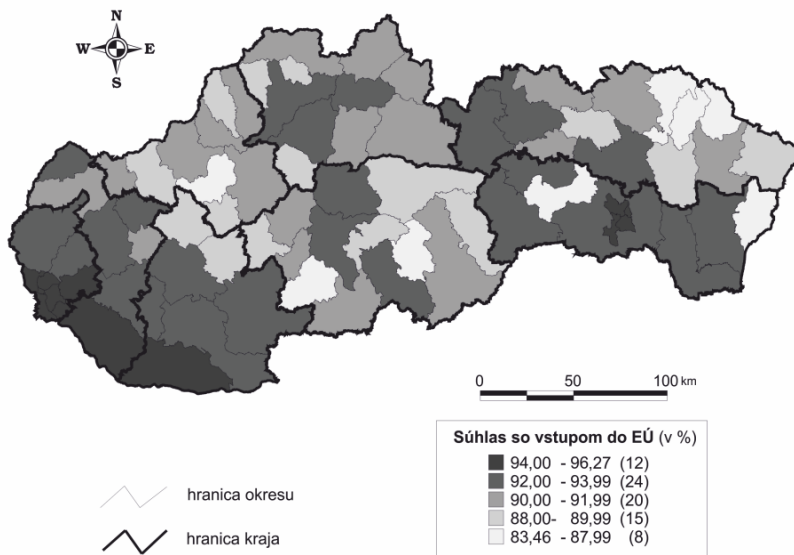 N
W E
S
0 50 100 km
Súhlas so vstupom do EÚ (v %)
94,00 - 96,27 (12)
92,00 - 93,99 (24)
90,00 - 91,99 (20)
88,00- 89,99 (15)
83,46 - 87,99 (8)
hranica okresu
hranica kraja